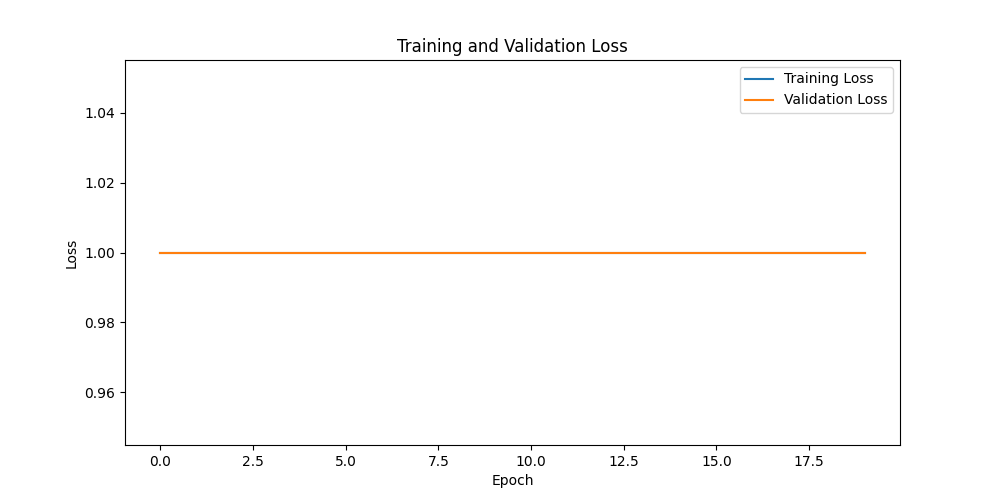 Training and Validation Loss
Training Loss
Validation Loss
1.04
1.02
1.00
0.98
0.96
Loss
0.0 2.5 5.0 7.5 10.0 12.5 15.0 17.5
Epoch